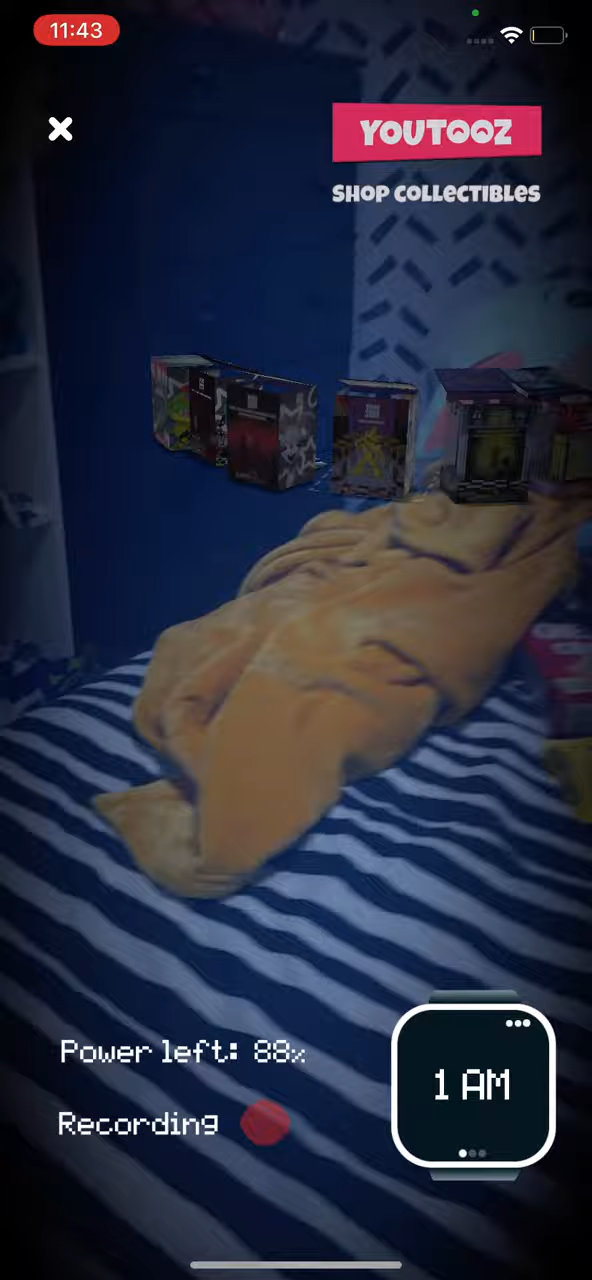 11:43
YOUTOOZ
SHOP COLLECTIBLES
Power left: 88%
1 AM
Recording